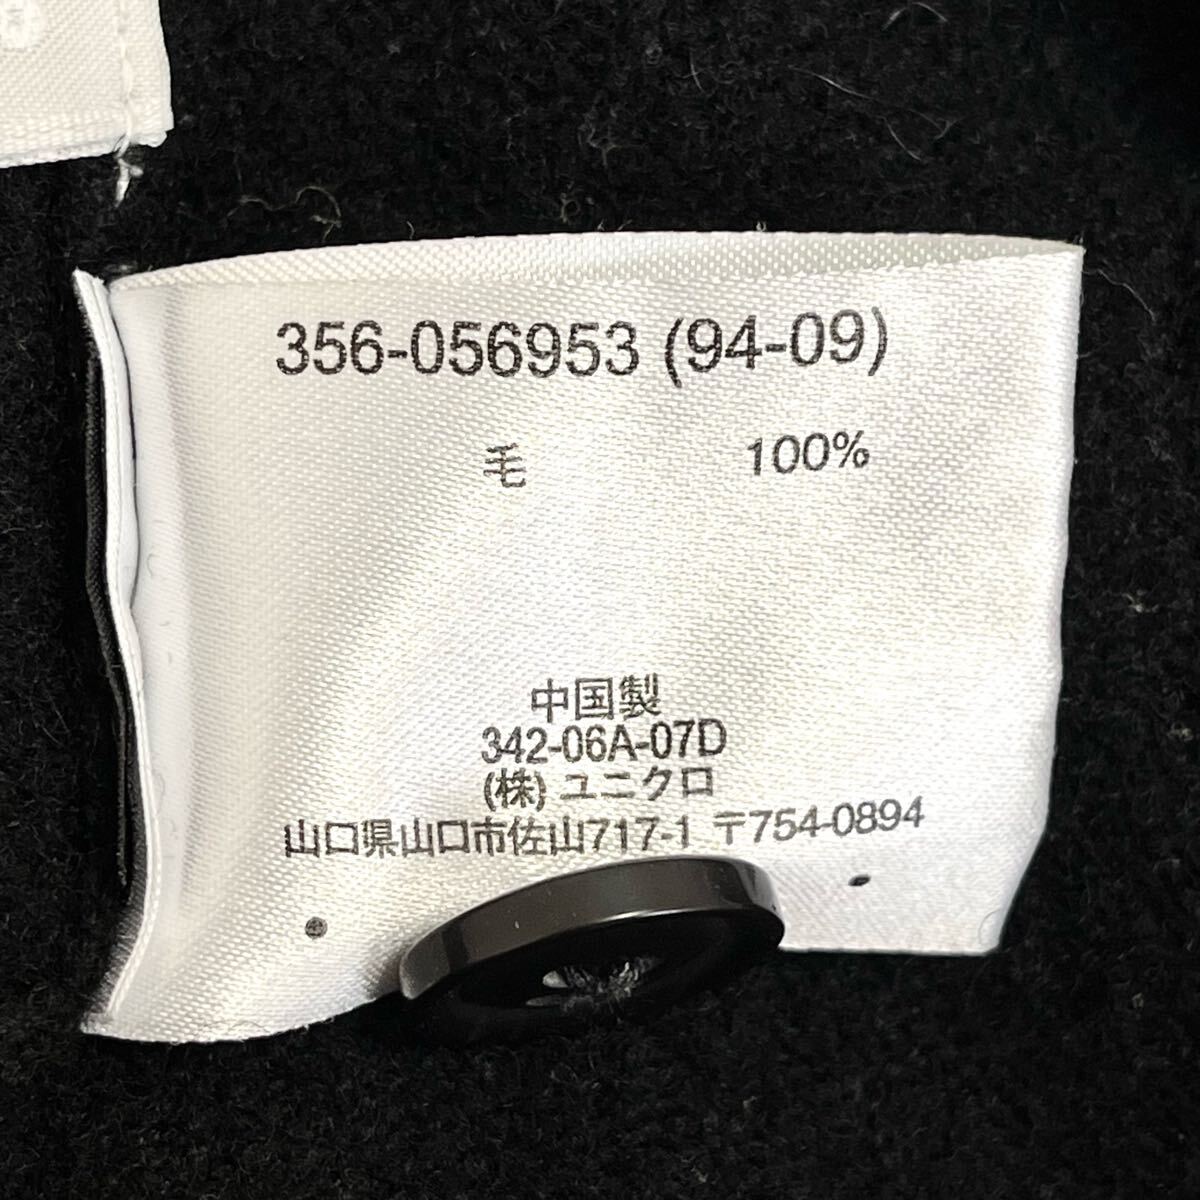 356-056953 (94-09)
毛 100%
中国製
342-06A-07D
(株) ユニクロ
山口県山口市佐山717-1 〒754-0894